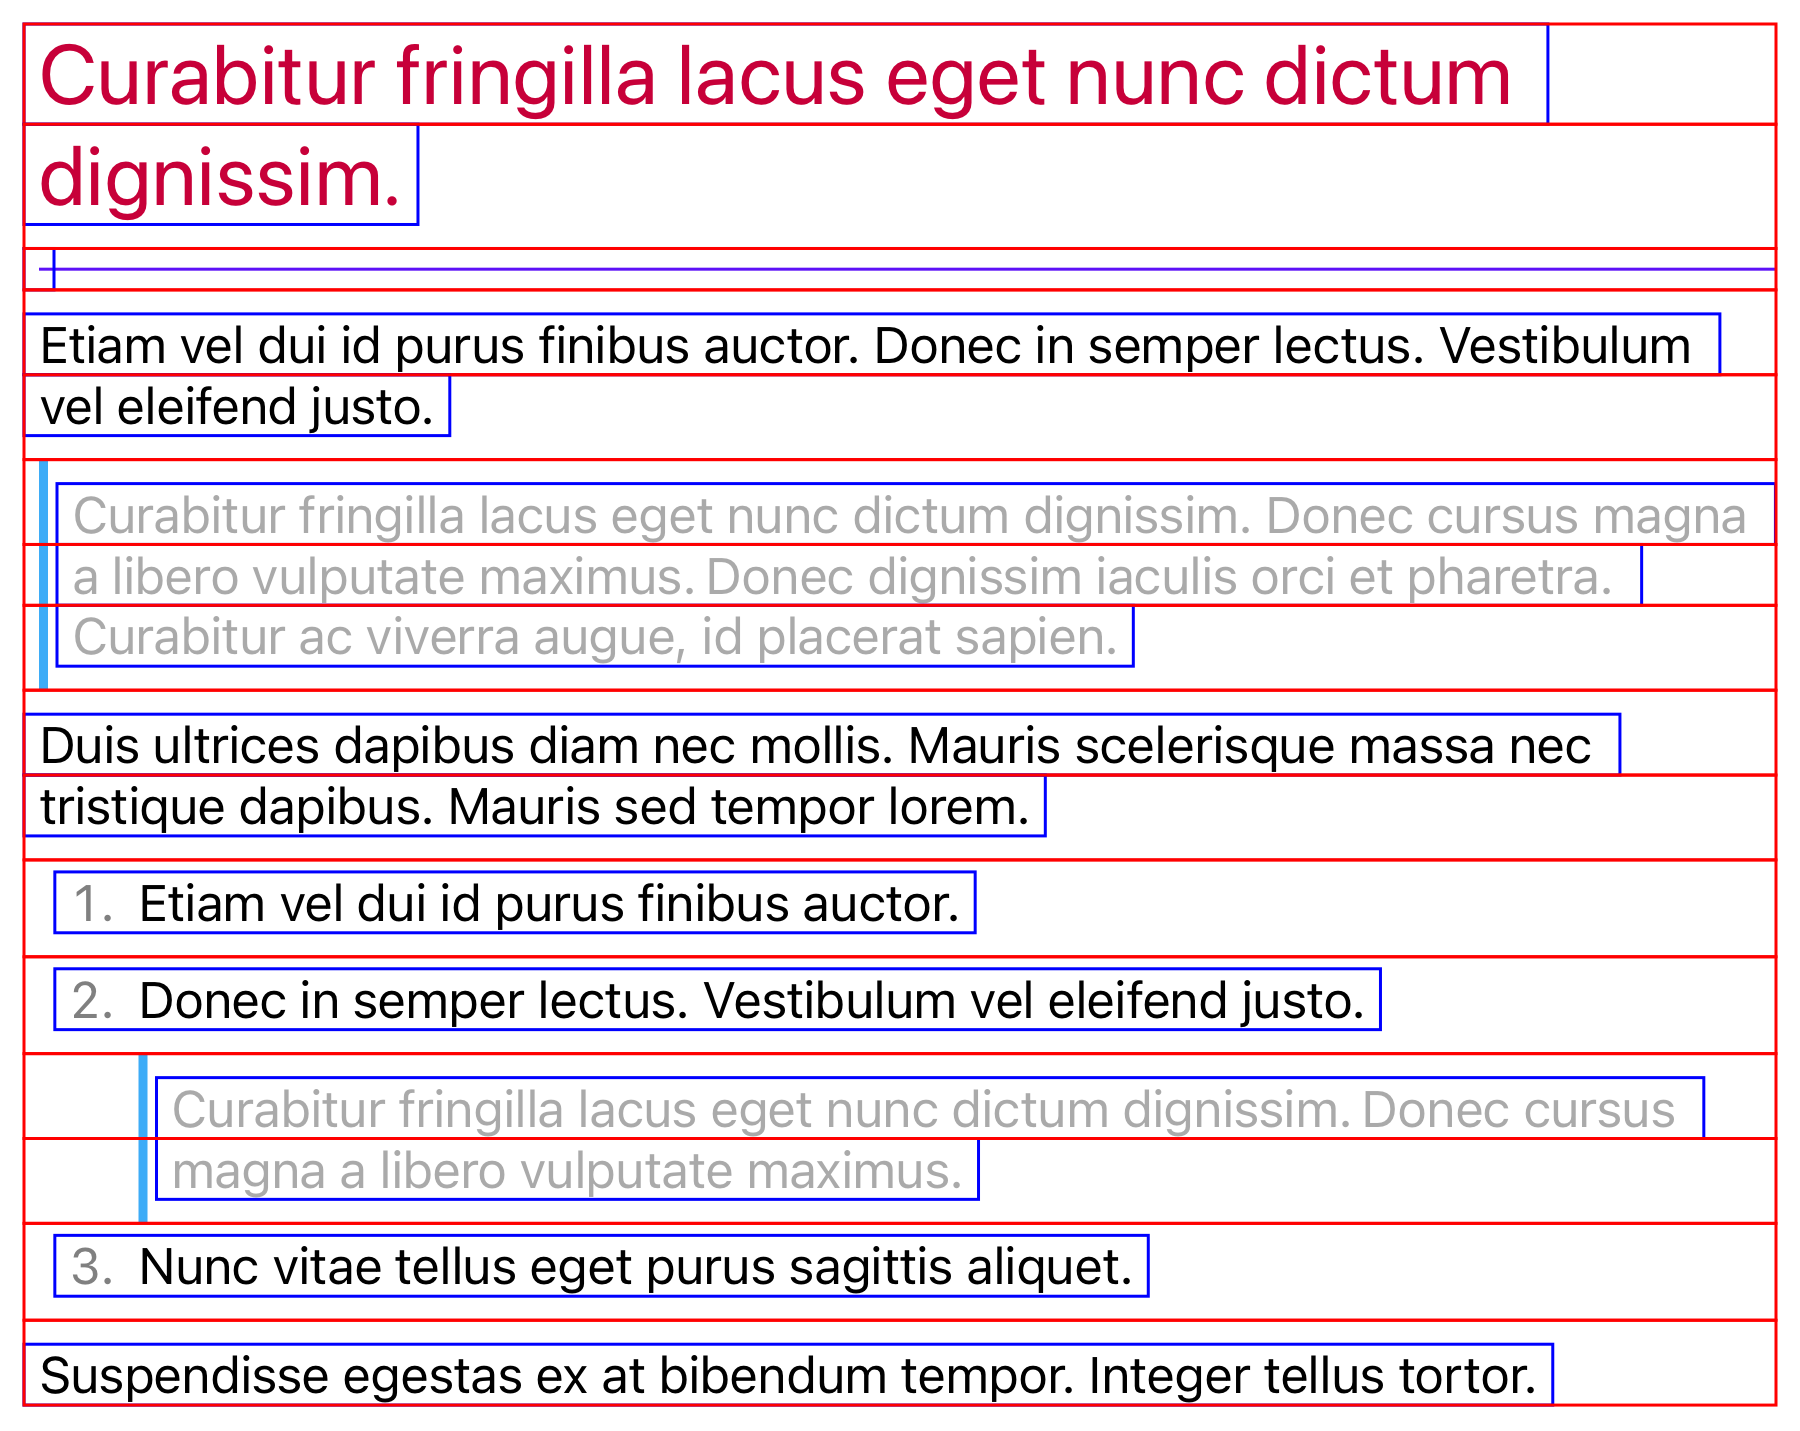 Curabitur fringilla lacus eget nunc dictum
dignissim.
Etiam vel dui id purus finibus auctor. Donec in semper lectus. Vestibulum
vel eleifend justo.
Curabitur fringilla lacus eget nunc dictum dignissim. Donec cursus magna
a libero vulputate maximus. Donec dignissim iaculis orci et pharetra.
Curabitur ac viverra augue, id placerat sapien.
Duis ultrices dapibus diam nec mollis. Mauris scelerisque massa nec
tristique dapibus. Mauris sed tempor lorem.
1. Etiam vel dui id purus finibus auctor.
2. Donec in semper lectus. Vestibulum vel eleifend justo.
Curabitur fringilla lacus eget nunc dictum dignissim. Donec cursus
magna a libero vulputate maximus.
3. Nunc vitae tellus eget purus sagittis aliquet.
Suspendisse egestas ex at bibendum tempor. Integer tellus tortor.